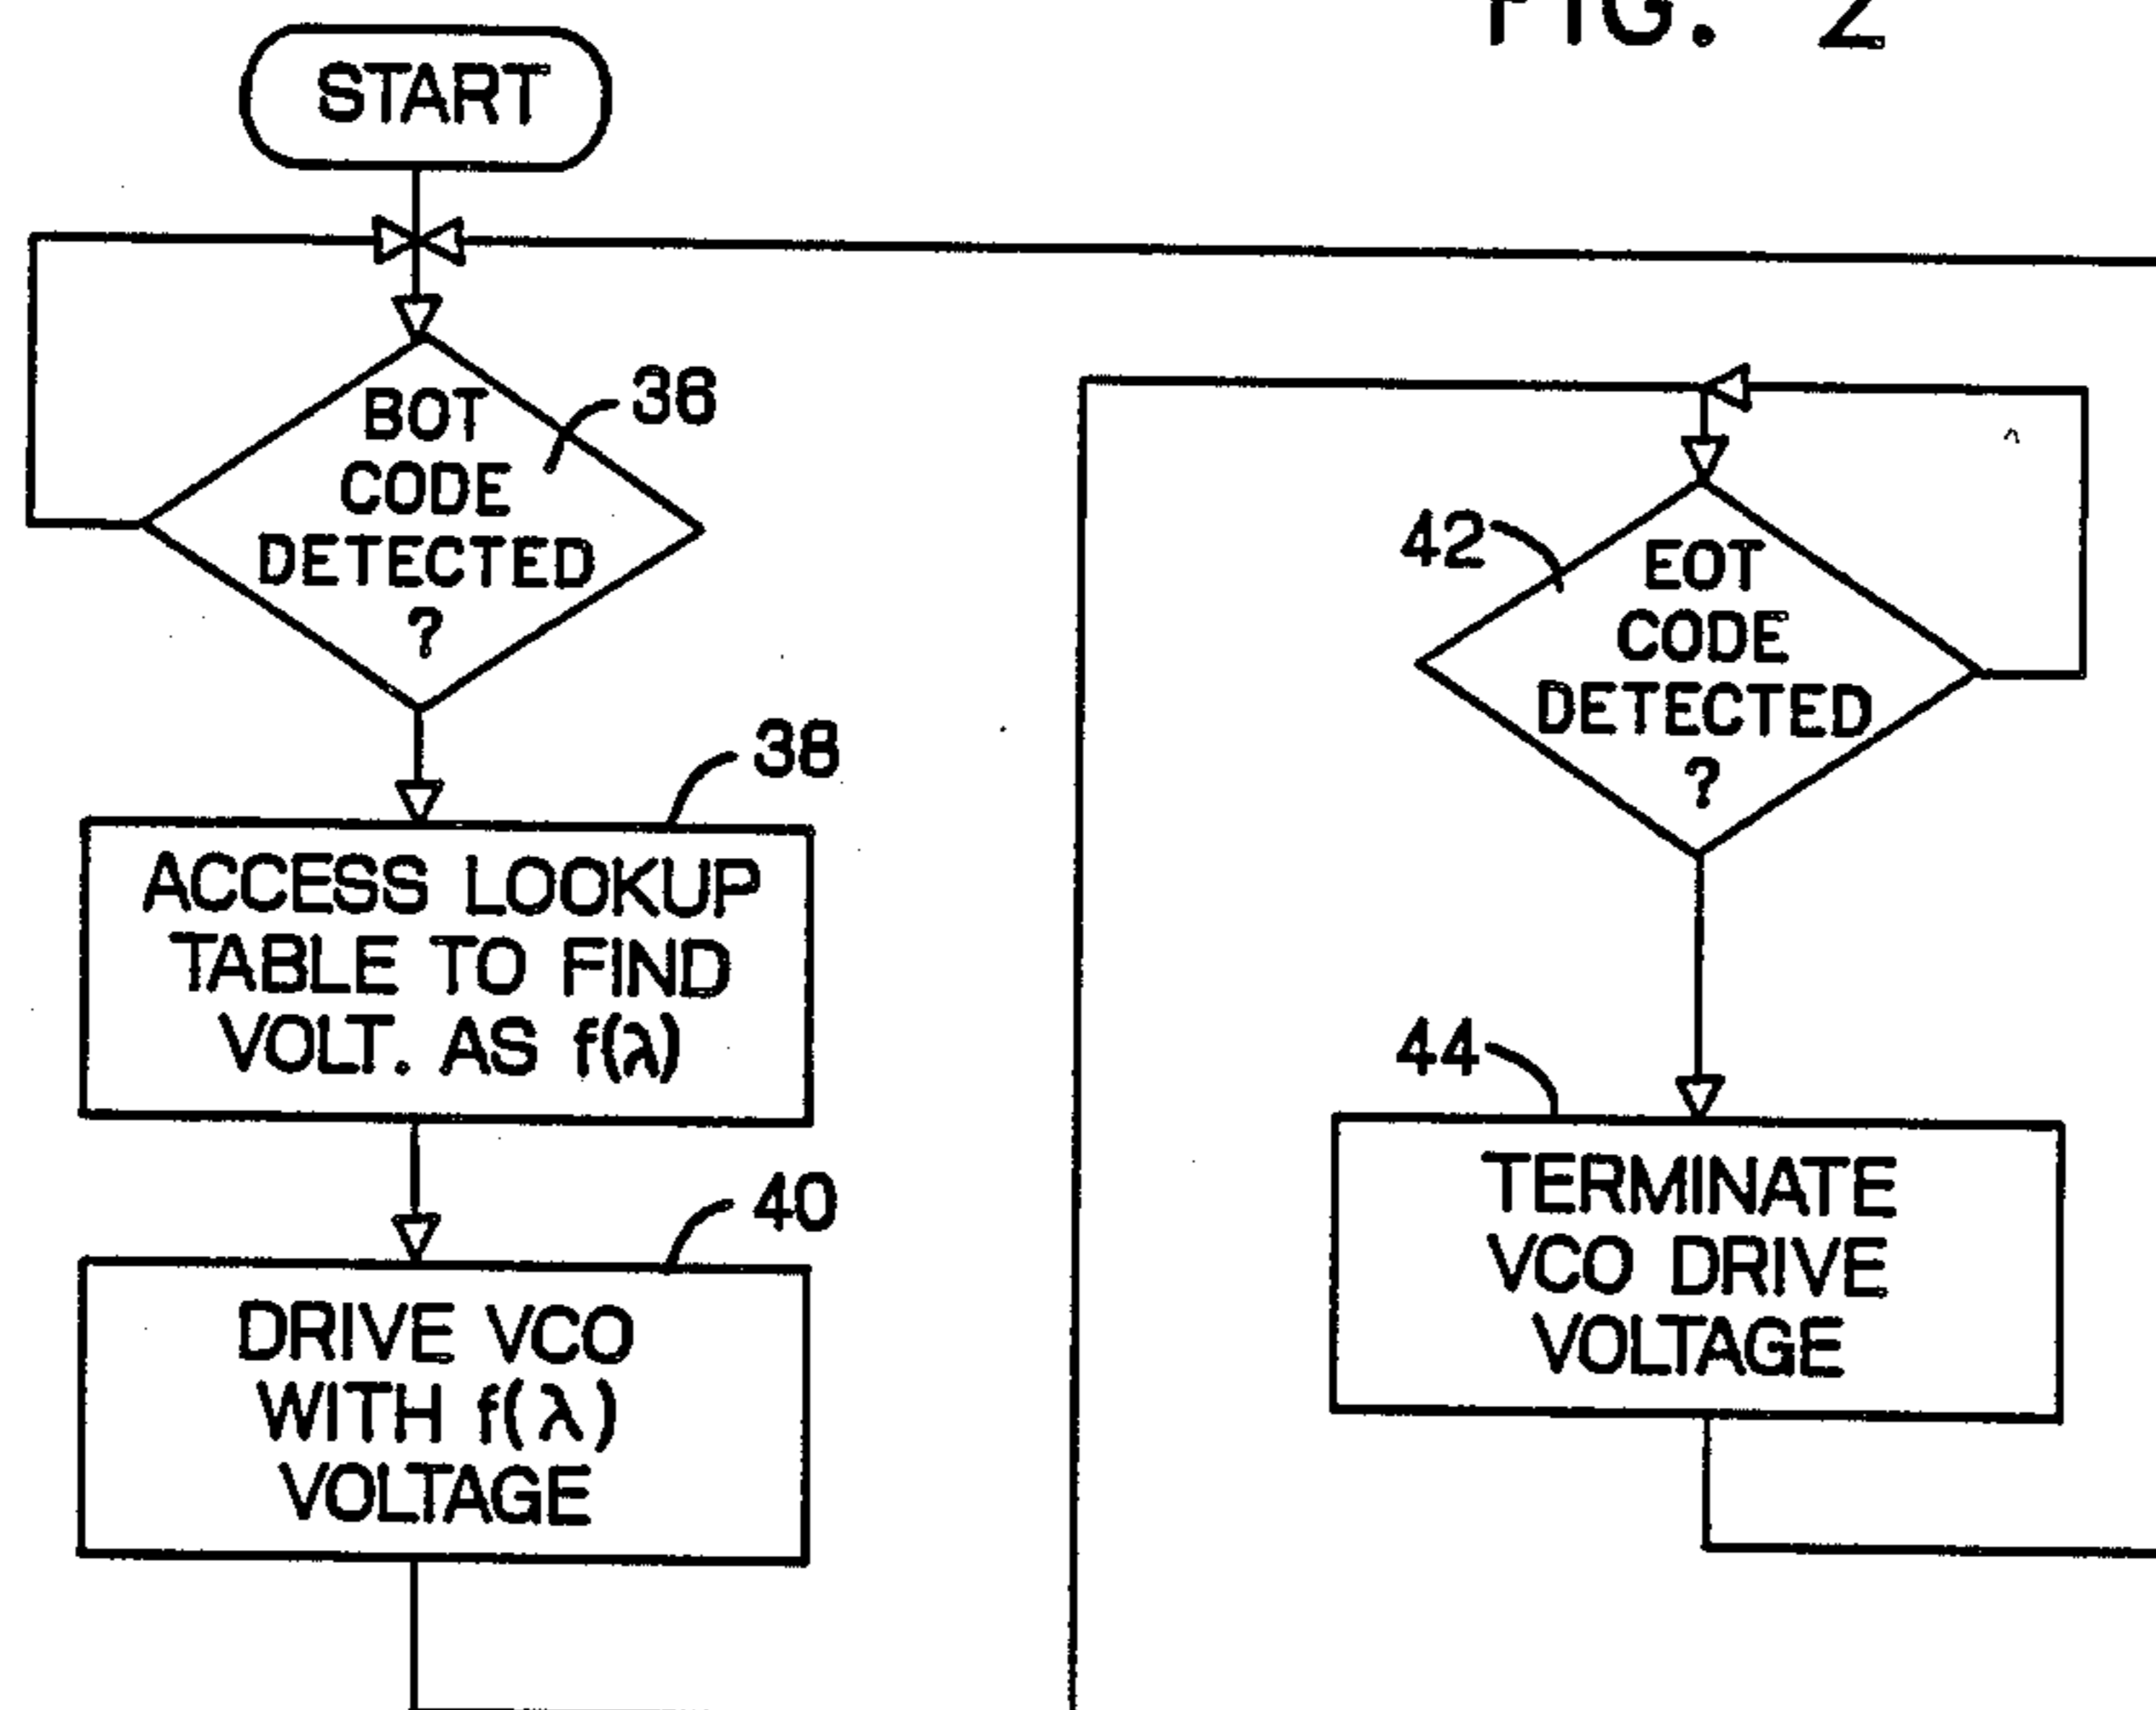 FIG. 2
START
BOT
CODE
DETECTED
?
36
38
ACCESS LOOKUP
TABLE TO FIND
VOLT. AS f(λ)
40
DRIVE VCO
WITH f(λ)
VOLTAGE
42
EOT
CODE
DETECTED
?
44
TERMINATE
VCO DRIVE
VOLTAGE